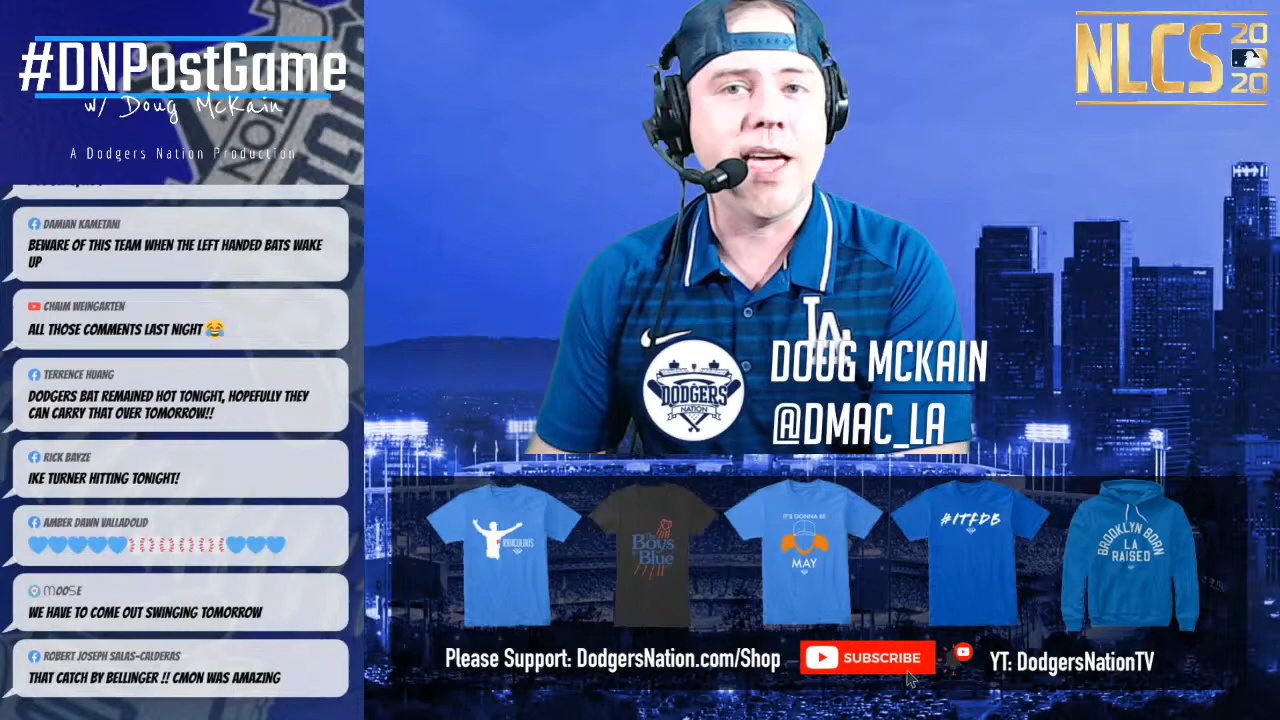 #DNPostGame
w/ Doug McKain
A Dodgers Nation Production
DAMIAN KAMETANI
BEWARE OF THIS TEAM WHEN THE LEFT HANDED BATS WAKE
UP
CHAIM WEINGARTEN
ALL THOSE COMMENTS LAST NIGHT 😂
TERRENCE HUANG
DODGERS BAT REMAINED HOT TONIGHT, HOPEFULLY THEY
CAN CARRY THAT OVER TOMORROW!!
RICK BAYZE
IKE TURNER HITTING TONIGHT!
AMBER DAWN VALLADOLID
💙💙💙💙💙⚾⚾⚾⚾⚾⚾⚾💙💙💙
MOOSE
WE HAVE TO COME OUT SWINGING TOMORROW
ROBERT JOSEPH SALAS-CALDERAS
THAT CATCH BY BELLINGER !! CMON WAS AMAZING
NLCS
20
20
LA
DODGERS
NATION
DOUG MCKAIN
@DMAC_LA
The
Boys
in
Blue
IT'S GONNA BE
MAY
#ITFDB
BROOKLYN BORN
LA
RAISED
Please Support: DodgersNation.com/Shop
SUBSCRIBE
YT: DodgersNationTV